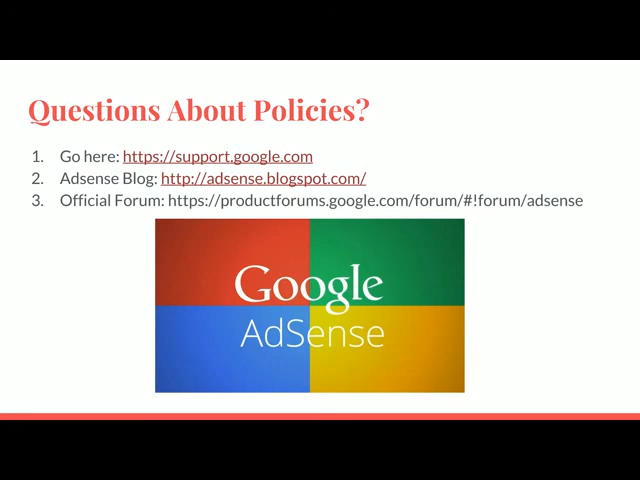 Questions About Policies?
1. Go here: https://support.google.com
2. Adsense Blog: http://adsense.blogspot.com/
3. Official Forum: https://productforums.google.com/forum/#!forum/adsense
Google
AdSense